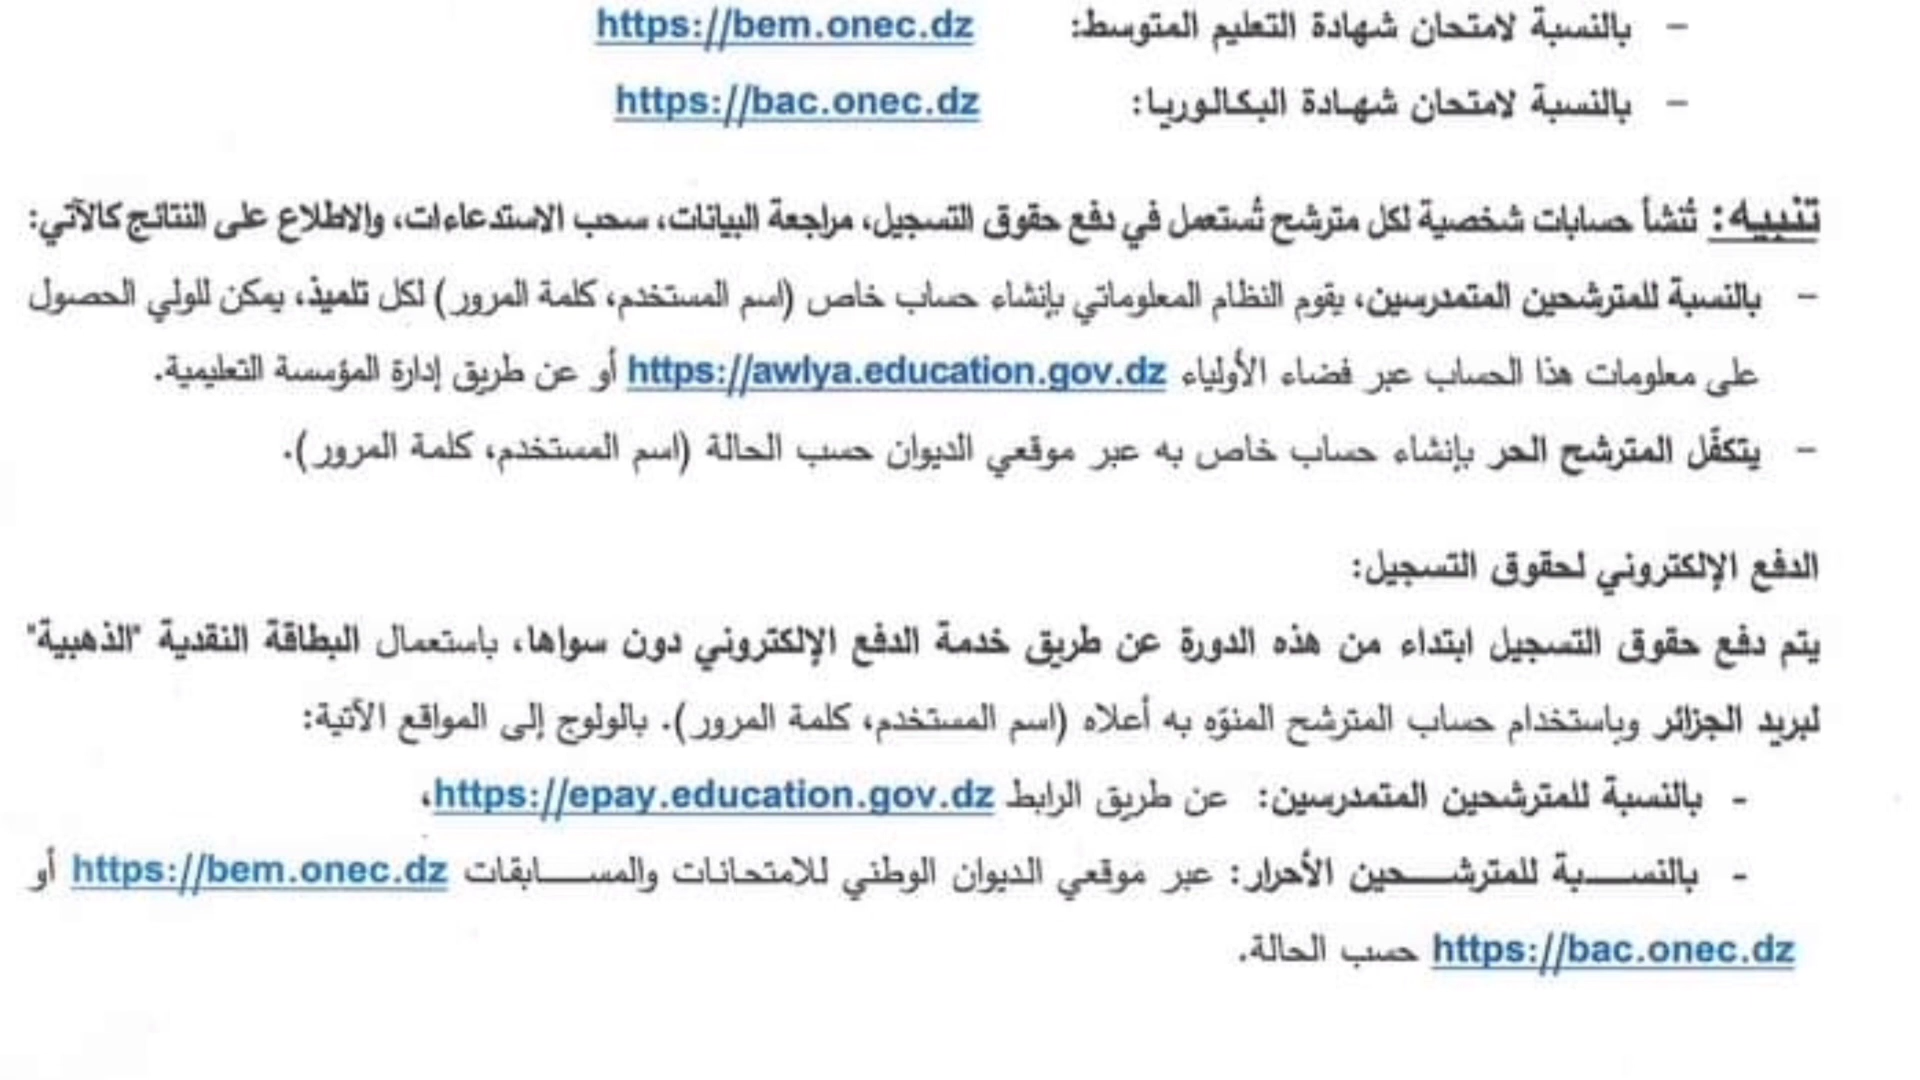 – بالنسبة لامتحان شهادة التعليم المتوسط: https://bem.onec.dz
– بالنسبة لامتحان شهادة البكالوريا: https://bac.onec.dz
تنبيه: تُنشأ حسابات شخصية لكل مترشح تُستعمل في دفع حقوق التسجيل، مراجعة البيانات، سحب الاستدعاءات، والاطلاع على النتائج كالآتي:
– بالنسبة للمترشحين المتمدرسين، يقوم النظام المعلوماتي بإنشاء حساب خاص (اسم المستخدم، كلمة المرور) لكل تلميذ، يمكن للولي الحصول
على معلومات هذا الحساب عبر فضاء الأولياء https://awlya.education.gov.dz أو عن طريق إدارة المؤسسة التعليمية.
– يتكفّل المترشح الحر بإنشاء حساب خاص به عبر موقعي الديوان حسب الحالة (اسم المستخدم، كلمة المرور).
الدفع الإلكتروني لحقوق التسجيل:
يتم دفع حقوق التسجيل ابتداء من هذه الدورة عن طريق خدمة الدفع الإلكتروني دون سواها، باستعمال البطاقة النقدية "الذهبية"
لبريد الجزائر وباستخدام حساب المترشح المنوّه به أعلاه (اسم المستخدم، كلمة المرور). بالولوج إلى المواقع الآتية:
- بالنسبة للمترشحين المتمدرسين: عن طريق الرابط https://epay.education.gov.dz،
- بالنســـبة للمترشـــحين الأحرار: عبر موقعي الديوان الوطني للامتحانات والمســـابقات https://bem.onec.dz أو
https://bac.onec.dz حسب الحالة.